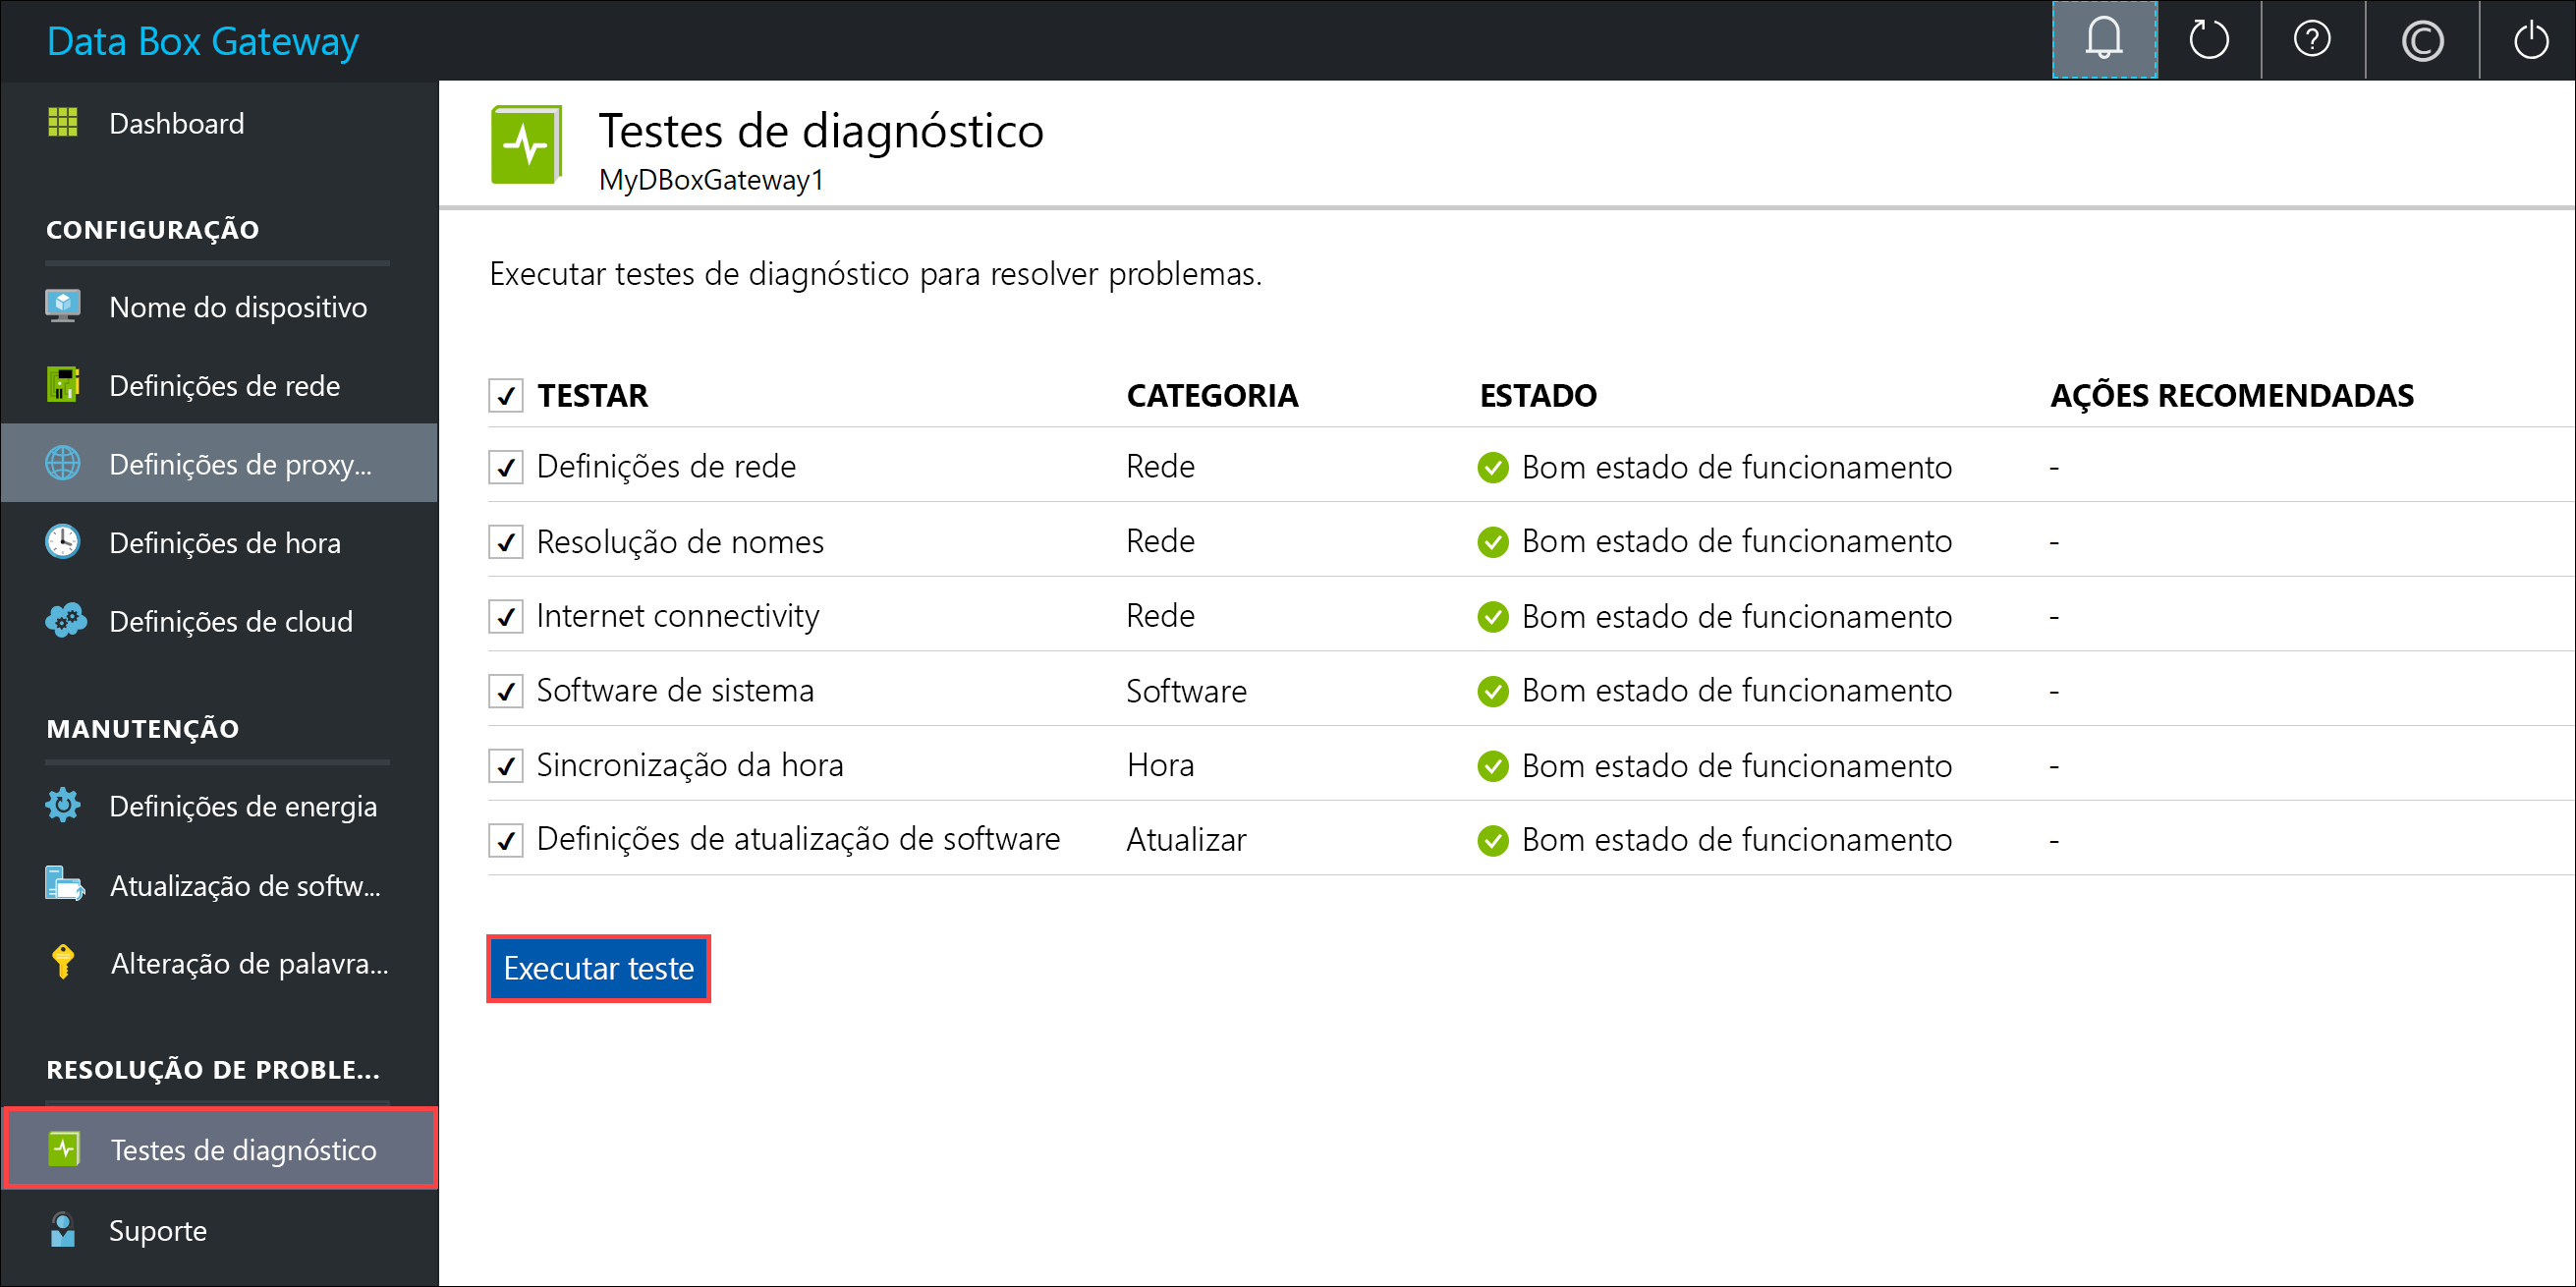 Data Box Gateway
Dashboard
CONFIGURAÇÃO
Nome do dispositivo
Definições de rede
Definições de proxy...
Definições de hora
Definições de cloud
MANUTENÇÃO
Definições de energia
Atualização de softw...
Alteração de palavra...
RESOLUÇÃO DE PROBLE...
Testes de diagnóstico
Suporte
Testes de diagnóstico
MyDBoxGateway1
Executar testes de diagnóstico para resolver problemas.
TESTAR CATEGORIA ESTADO AÇÕES RECOMENDADAS
Definições de rede Rede Bom estado de funcionamento -
Resolução de nomes Rede Bom estado de funcionamento -
Internet connectivity Rede Bom estado de funcionamento -
Software de sistema Software Bom estado de funcionamento -
Sincronização da hora Hora Bom estado de funcionamento -
Definições de atualização de software Atualizar Bom estado de funcionamento -
Executar teste